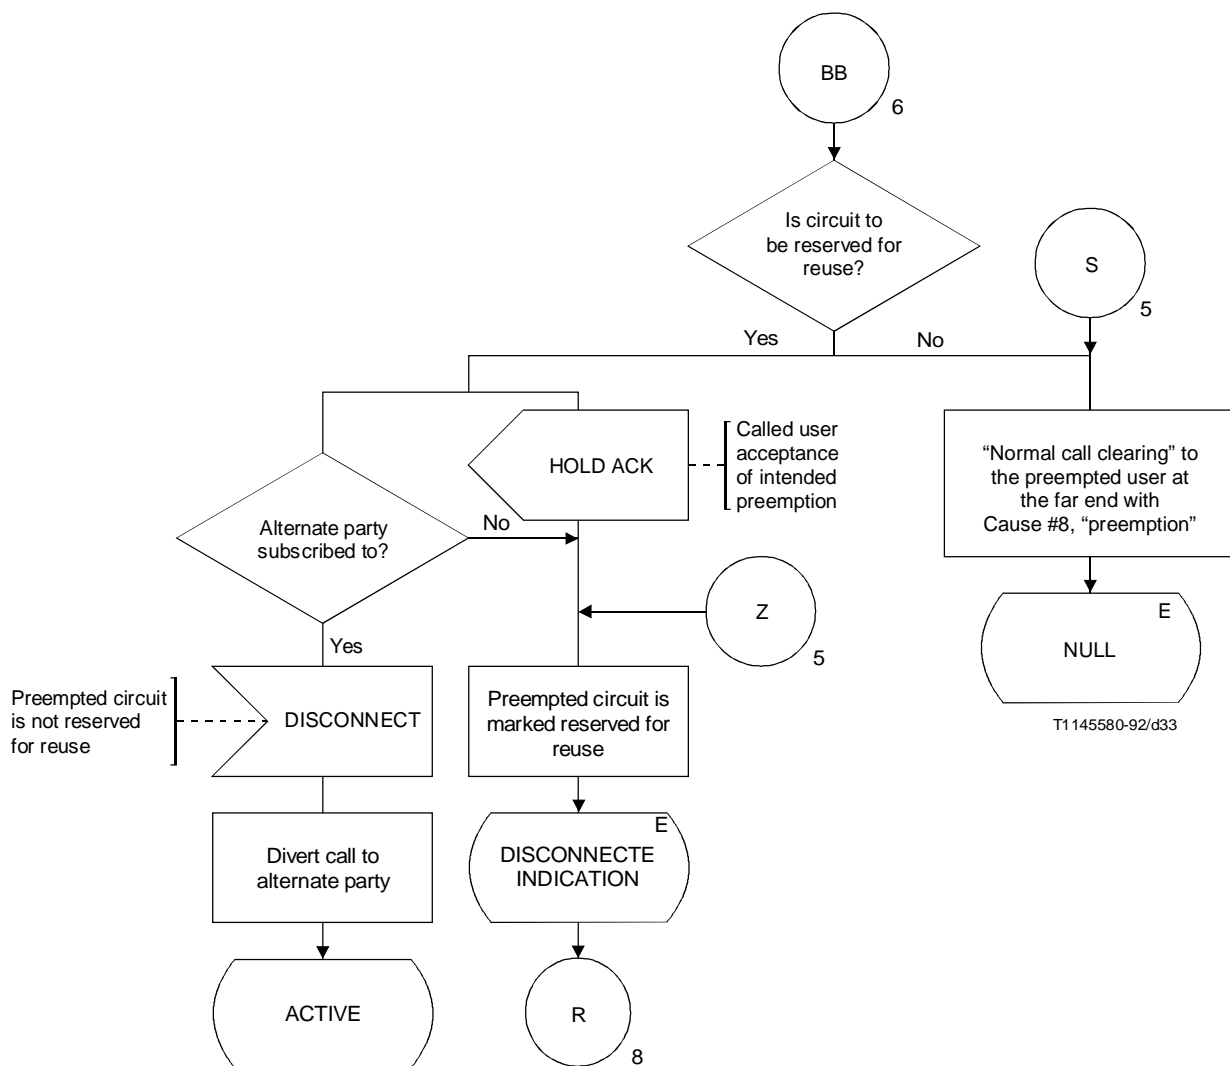 BB
6
Is circuit to
be reserved for
reuse?
S
5
Yes
No
HOLD ACK
Called user
acceptance
of intended
preemption
"Normal call clearing" to
the preempted user at
the far end with
Cause #8, "preemption"
Alternate party
subscribed to?
No
Z
5
E
NULL
T1145580-92/d33
Yes
Preempted circuit
is not reserved
for reuse
DISCONNECT
Preempted circuit is
marked reserved for
reuse
Divert call to
alternate party
E
DISCONNECTE
INDICATION
ACTIVE
R
8